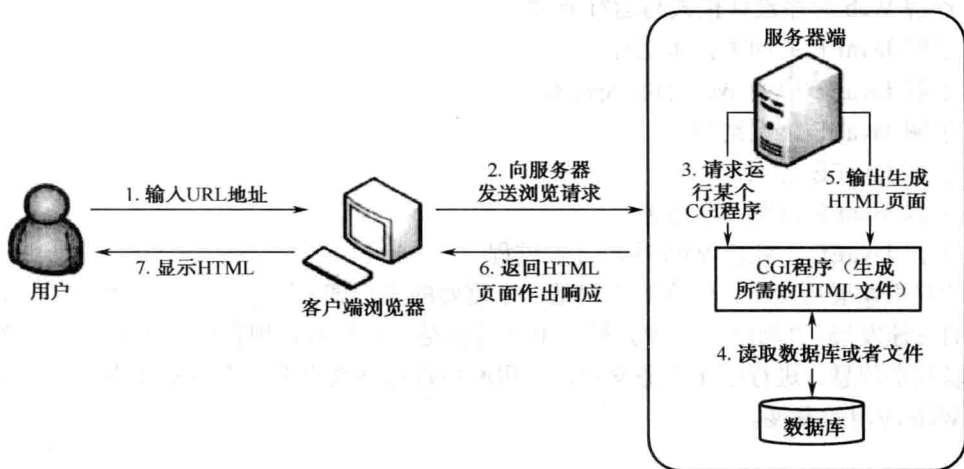 服务器端
1. 输入URL地址
2. 向服务器
发送浏览请求
3. 请求运
行某个
CGI程序
5. 输出生成
HTML页面
7. 显示HTML
6. 返回HTML
页面作出响应
用户
客户端浏览器
CGI程序（生成
所需的HTML文件）
4. 读取数据库或者文件
数据库